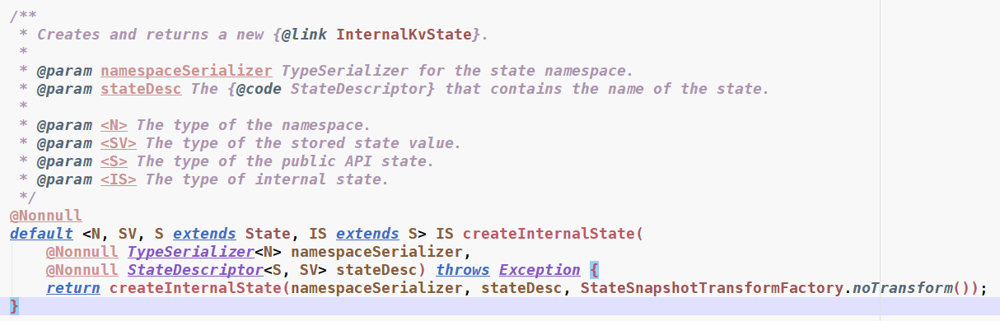 /**
 * Creates and returns a new {@link InternalKvState}.
 *
 * @param namespaceSerializer TypeSerializer for the state namespace.
 * @param stateDesc The {@code StateDescriptor} that contains the name of the state.
 *
 * @param <N> The type of the namespace.
 * @param <SV> The type of the stored state value.
 * @param <S> The type of the public API state.
 * @param <IS> The type of internal state.
 */
@Nonnull
default <N, SV, S extends State, IS extends S> IS createInternalState(
    @Nonnull TypeSerializer<N> namespaceSerializer,
    @Nonnull StateDescriptor<S, SV> stateDesc) throws Exception {
    return createInternalState(namespaceSerializer, stateDesc, StateSnapshotTransformFactory.noTransform());
}